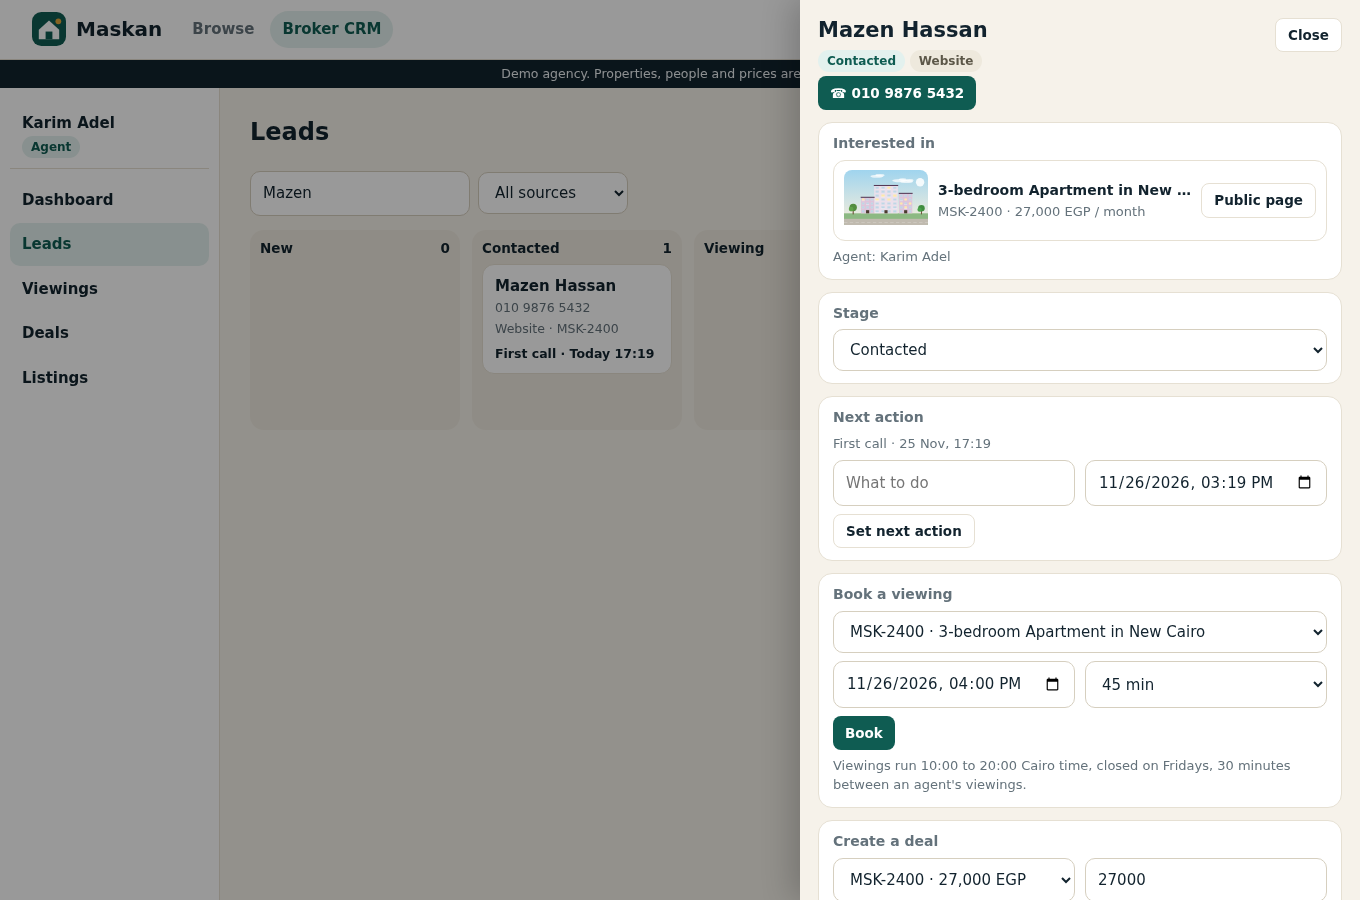 Maskan
Browse
Broker CRM
Demo agency. Properties, people and prices are
Karim Adel
Agent
Dashboard
Leads
Viewings
Deals
Listings
Leads
Mazen
All sources
New 0
Contacted 1
Viewing
Mazen Hassan
010 9876 5432
Website · MSK-2400
First call · Today 17:19
Mazen Hassan
Close
Contacted
Website
☎ 010 9876 5432
Interested in
3-bedroom Apartment in New …
MSK-2400 · 27,000 EGP / month
Public page
Agent: Karim Adel
Stage
Contacted
Next action
First call · 25 Nov, 17:19
What to do
11/26/2026, 03:19 PM
Set next action
Book a viewing
MSK-2400 · 3-bedroom Apartment in New Cairo
11/26/2026, 04:00 PM
45 min
Book
Viewings run 10:00 to 20:00 Cairo time, closed on Fridays, 30 minutes
between an agent's viewings.
Create a deal
MSK-2400 · 27,000 EGP
27000